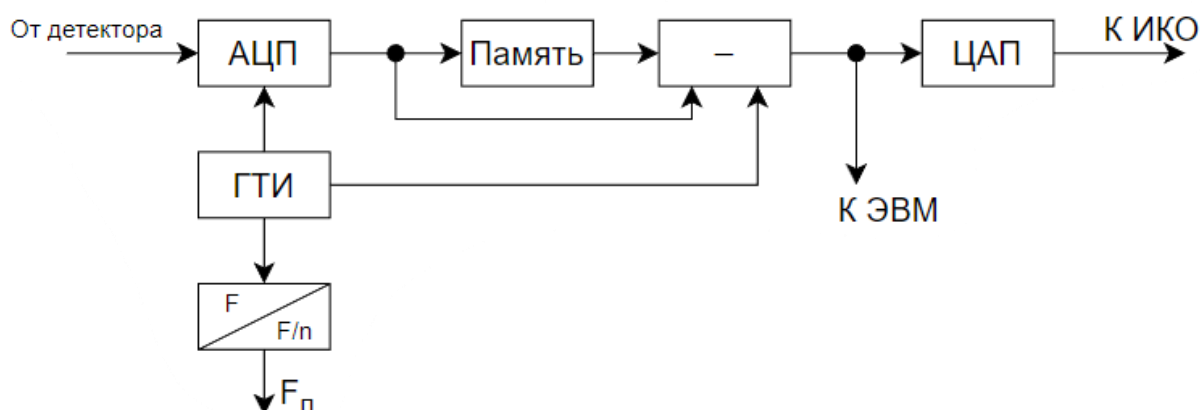 От детектора
АЦП
Память
–
ЦАП
К ИКО
ГТИ
К ЭВМ
F
F/n
Fп